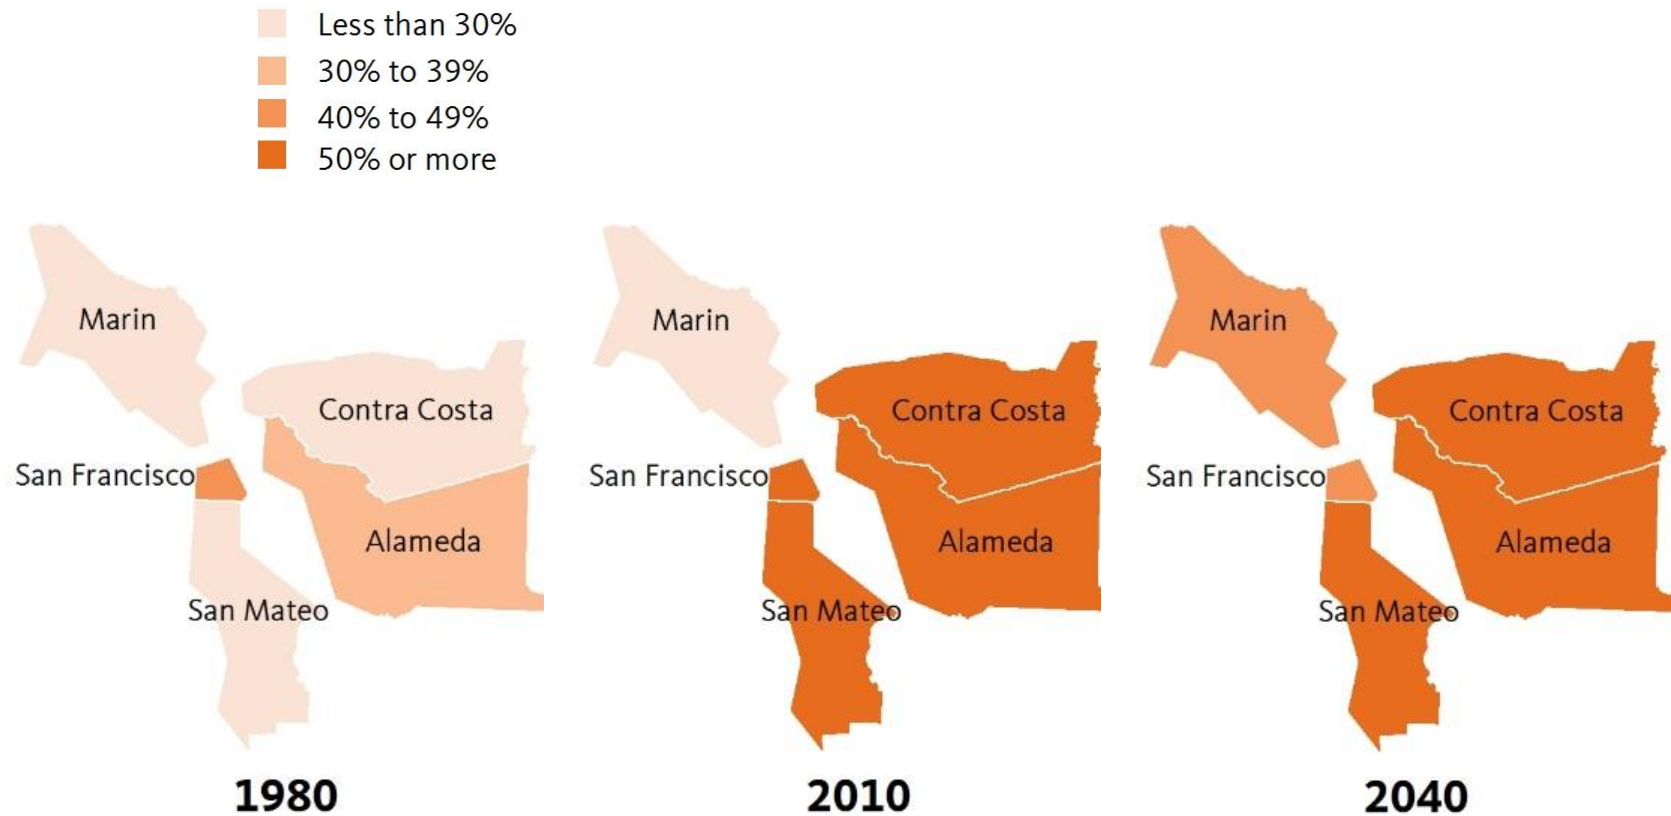 Less than 30%
30% to 39%
40% to 49%
50% or more
Marin
Contra Costa
San Francisco
Alameda
San Mateo
1980
Marin
Contra Costa
San Francisco
Alameda
San Mateo
2010
Marin
Contra Costa
San Francisco
Alameda
San Mateo
2040